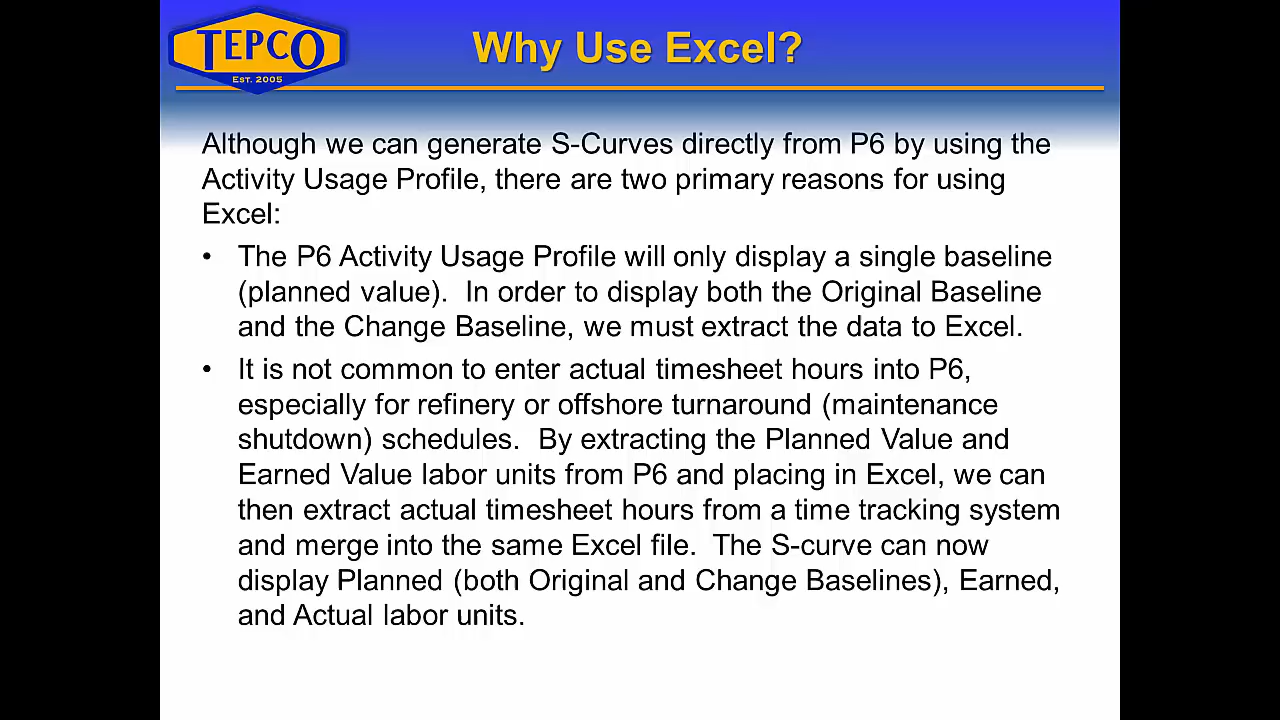 TEPCO
EST. 2005
Why Use Excel?
Although we can generate S-Curves directly from P6 by using the
Activity Usage Profile, there are two primary reasons for using
Excel:
• The P6 Activity Usage Profile will only display a single baseline
(planned value).  In order to display both the Original Baseline
and the Change Baseline, we must extract the data to Excel.
• It is not common to enter actual timesheet hours into P6,
especially for refinery or offshore turnaround (maintenance
shutdown) schedules.  By extracting the Planned Value and
Earned Value labor units from P6 and placing in Excel, we can
then extract actual timesheet hours from a time tracking system
and merge into the same Excel file.  The S-curve can now
display Planned (both Original and Change Baselines), Earned,
and Actual labor units.